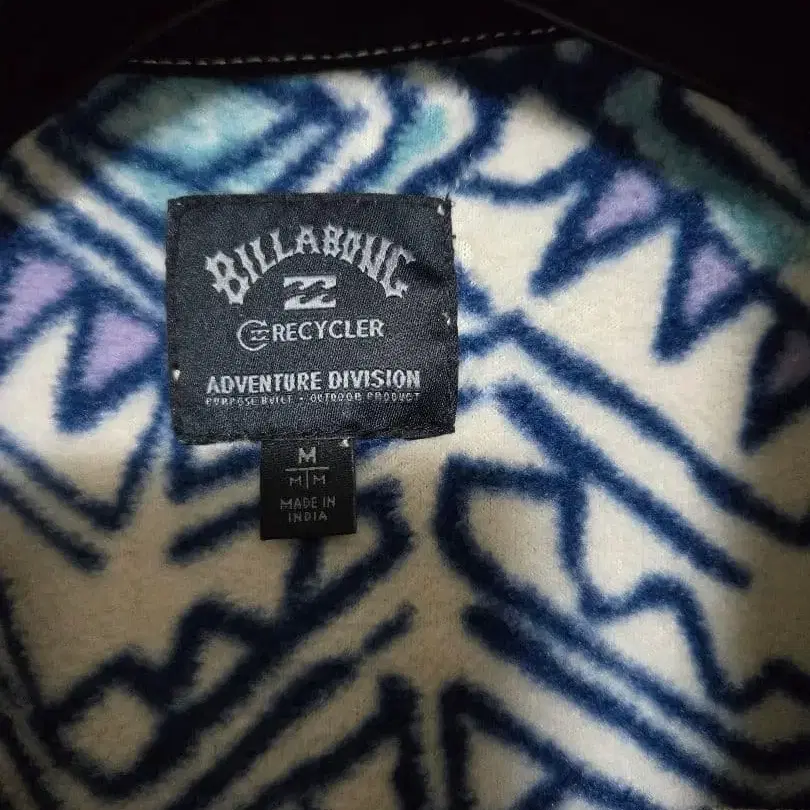 BILLABONG
RECYCLER
ADVENTURE DIVISION
PURPOSE BUILT • OUTDOOR PRODUCT
M
M M
MADE IN
INDIA